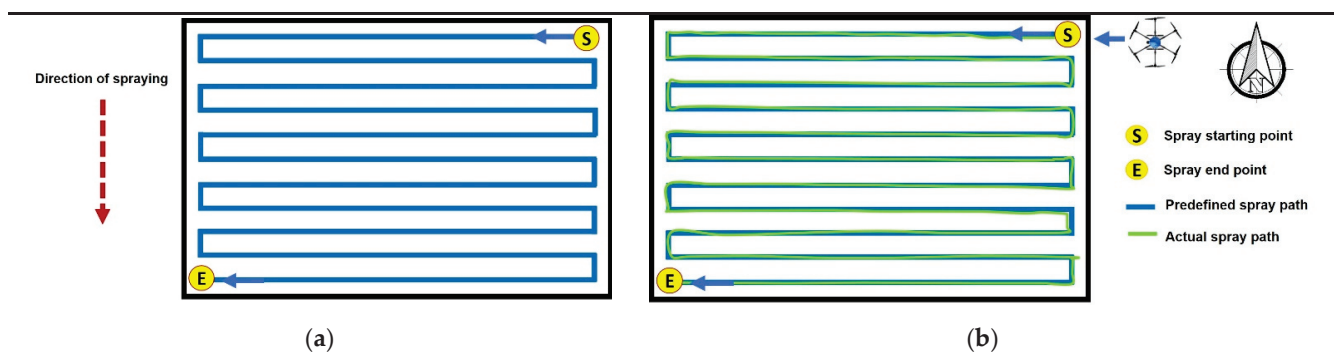 S
Direction of spraying
E
S
N
S Spray starting point
E Spray end point
Predefined spray path
Actual spray path
E
(a)
(b)